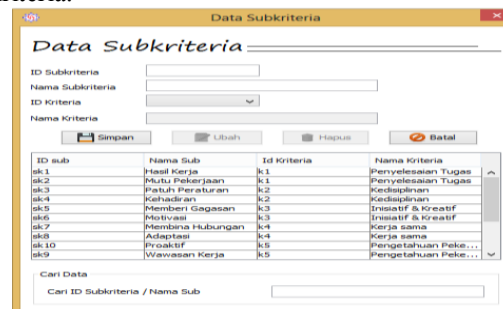 riteria.
Data Subkriteria
Data Subkriteria
ID Subkriteria
Nama Subkriteria
ID Kriteria
Nama Kriteria
Simpan Ubah Hapus Batal
ID sub Nama Sub Id Kriteria Nama Kriteria
sk1 Hasil Kerja k1 Penyelesaian Tugas
sk2 Mutu Pekerjaan k1 Penyelesaian Tugas
sk3 Patuh Peraturan k2 Kedisiplinan
sk4 Kehadiran k2 Kedisiplinan
sk5 Memberi Gagasan k3 Inisiatif & Kreatif
sk6 Motivasi k3 Inisiatif & Kreatif
sk7 Membina Hubungan k4 Kerja sama
sk8 Adaptasi k4 Kerja sama
sk10 Proaktif k5 Pengetahuan Peke...
sk9 Wawasan Kerja k5 Pengetahuan Peke...
Cari Data
Cari ID Subkriteria / Nama Sub